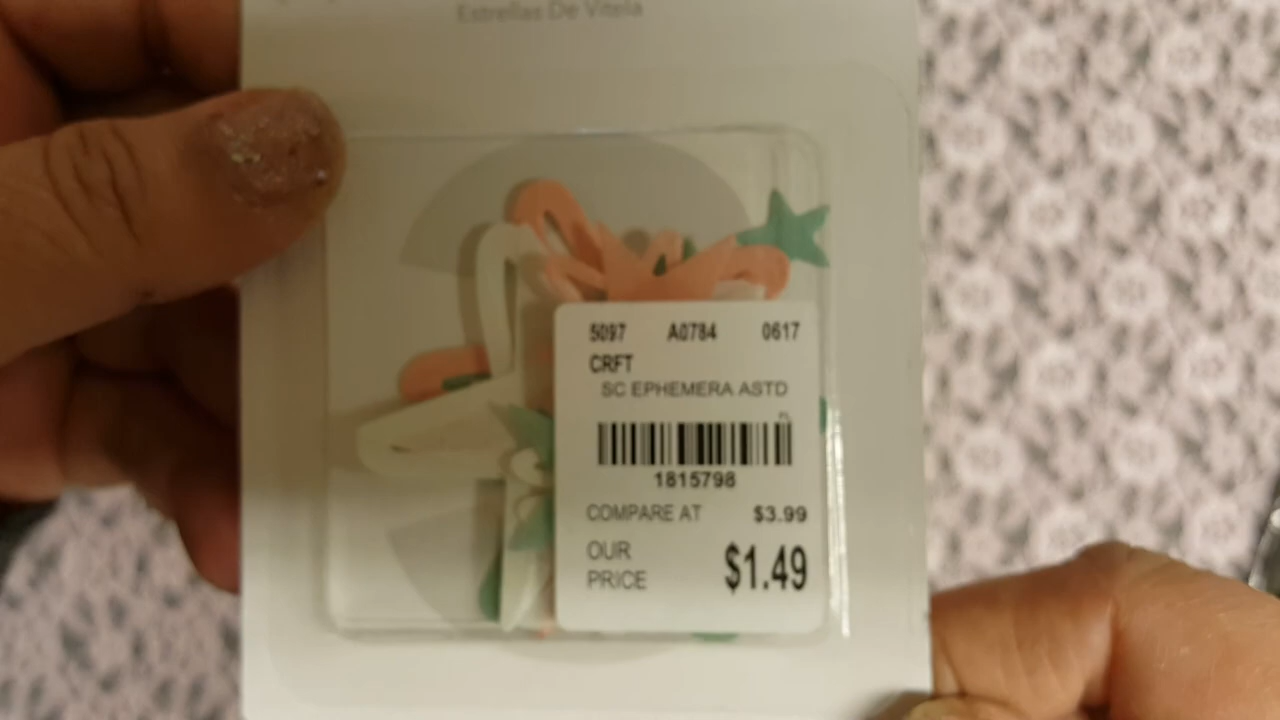 Estrellas De Vitela
5097 A0784 0617
CRFT
SC EPHEMERA ASTD
1815798
COMPARE AT $3.99
OUR
PRICE $1.49